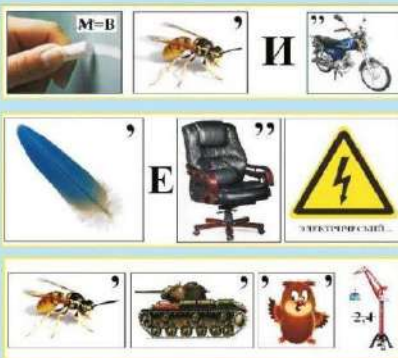 М=В , И ,,
, Е ,,
ЭЛЕКТРИЧЕСКИЙ...
, , , , 2,4